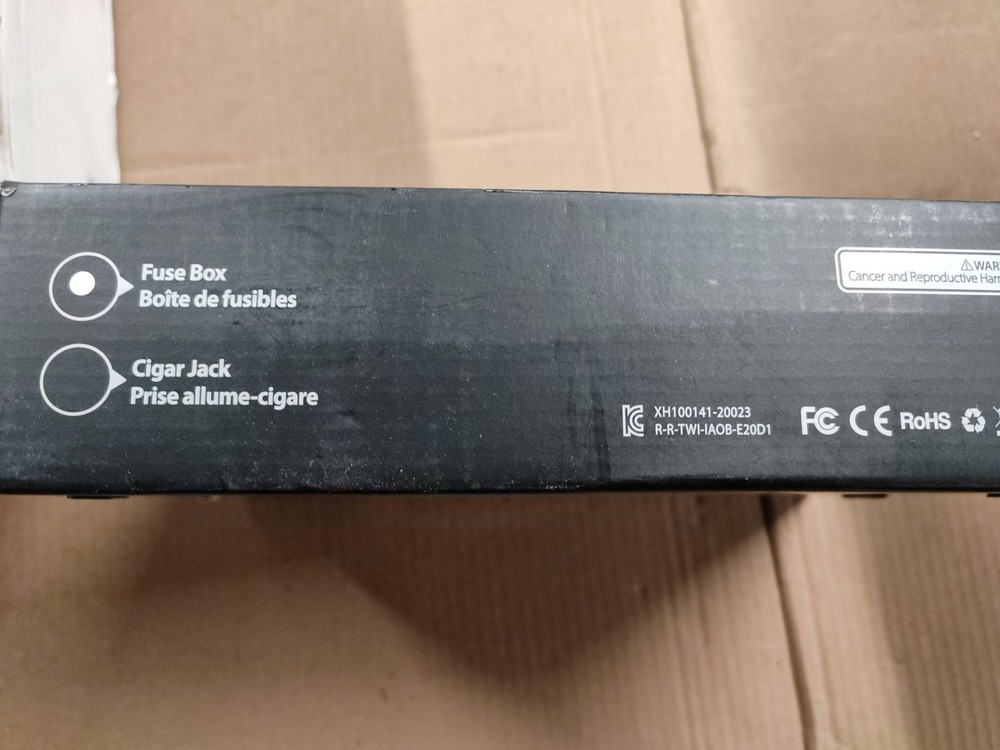 Fuse Box
Boîte de fusibles
Cigar Jack
Prise allume-cigare
⚠WAR
Cancer and Reproductive Har
XH100141-20023
R-R-TWI-IAOB-E20D1
FC CE RoHS